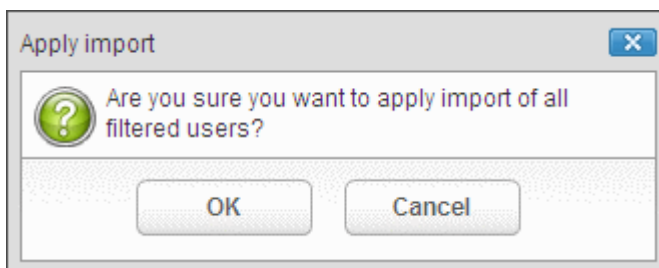 Apply import
Are you sure you want to apply import of all
filtered users?
OK
Cancel